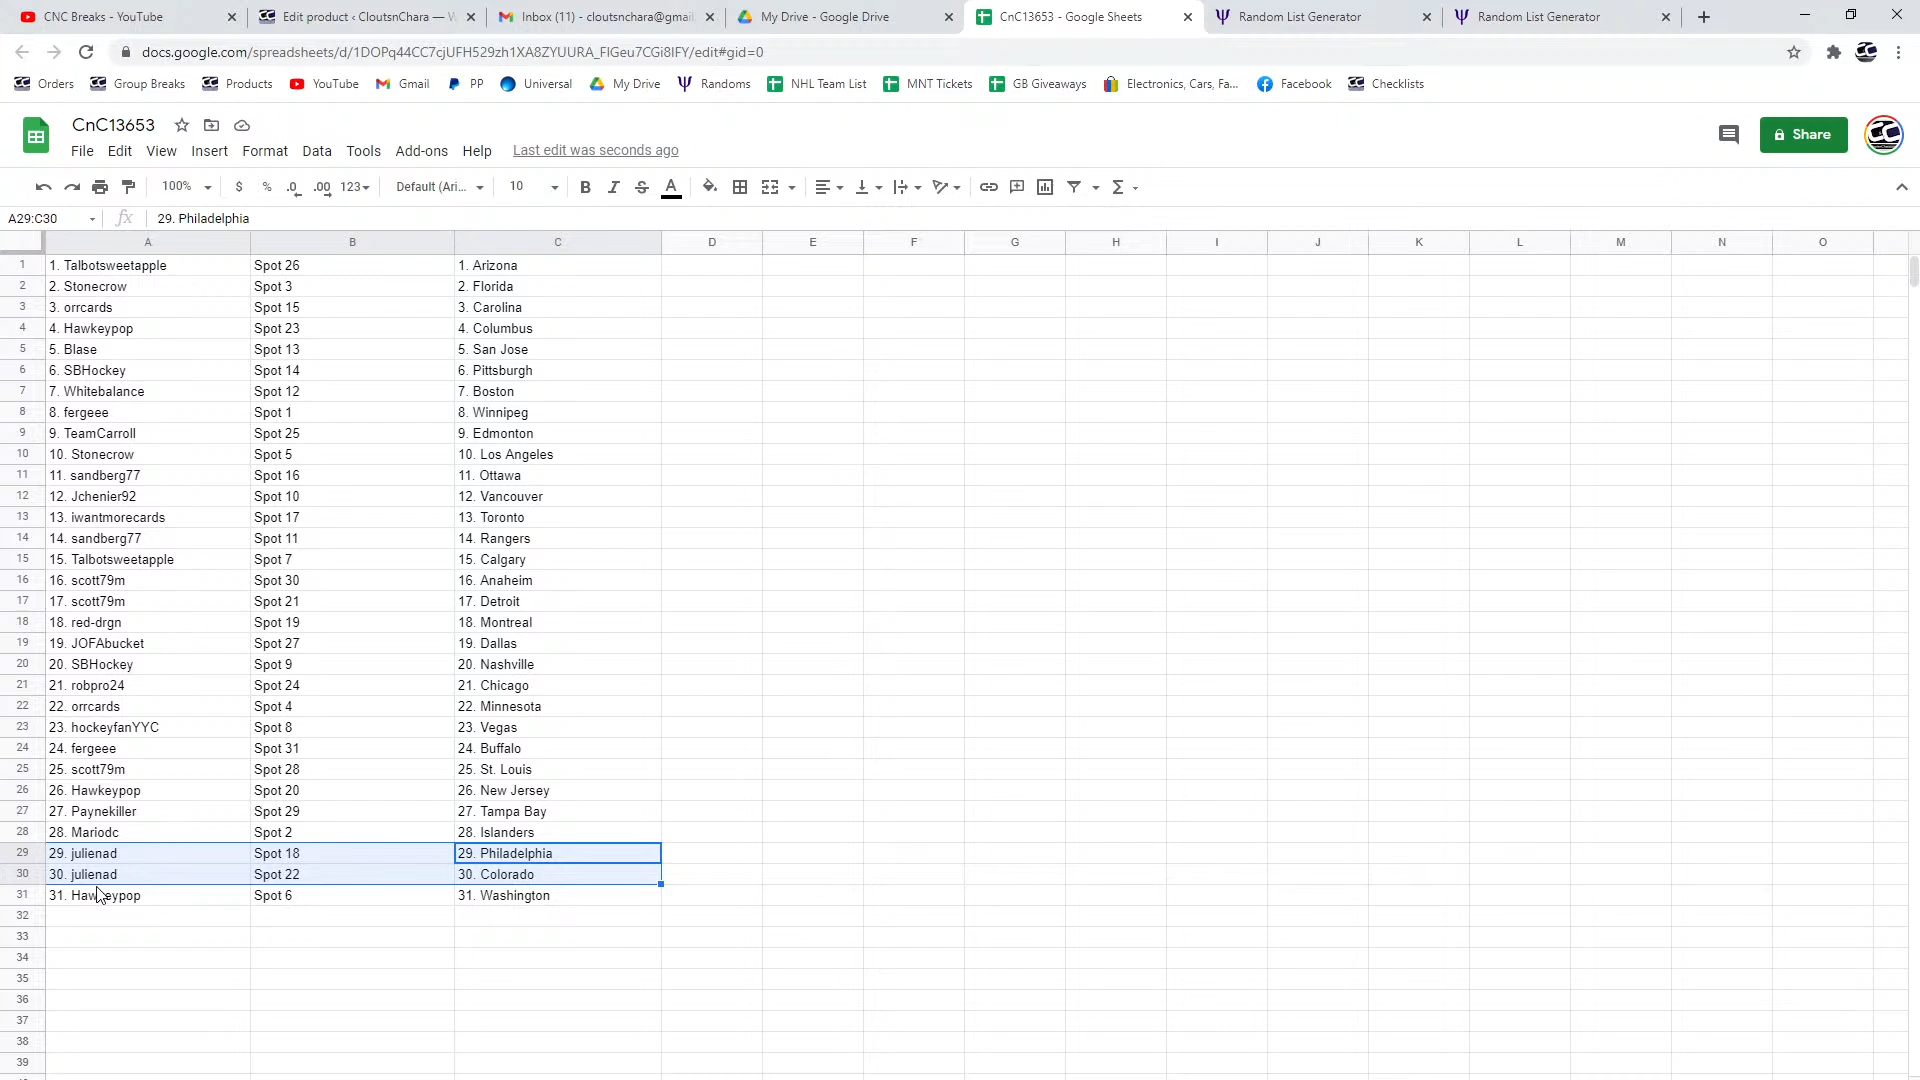 CNC Breaks - YouTube
Edit product ‹ CloutsnChara — W
Inbox (11) - cloutsnchara@gmail
My Drive - Google Drive
CnC13653 - Google Sheets
Random List Generator
Random List Generator
docs.google.com/spreadsheets/d/1DOPq44CC7cjUFH529zh1XA8ZYUURA_FlGeu7CGi8IFY/edit#gid=0
Orders
Group Breaks
Products
YouTube
Gmail
PP
Universal
My Drive
Randoms
NHL Team List
MNT Tickets
GB Giveaways
Electronics, Cars, Fa...
Facebook
Checklists
CnC13653
File Edit View Insert Format Data Tools Add-ons Help Last edit was seconds ago
Share
100% $ % .0 .00 123 Default (Ari... 10 B I S A
A29:C30 fx 29. Philadelphia
A B C D E F G H I J K L M N O
1 1. Talbotsweetapple Spot 26 1. Arizona
2 2. Stonecrow Spot 3 2. Florida
3 3. orrcards Spot 15 3. Carolina
4 4. Hawkeypop Spot 23 4. Columbus
5 5. Blase Spot 13 5. San Jose
6 6. SBHockey Spot 14 6. Pittsburgh
7 7. Whitebalance Spot 12 7. Boston
8 8. fergeee Spot 1 8. Winnipeg
9 9. TeamCarroll Spot 25 9. Edmonton
10 10. Stonecrow Spot 5 10. Los Angeles
11 11. sandberg77 Spot 16 11. Ottawa
12 12. Jchenier92 Spot 10 12. Vancouver
13 13. iwantmorecards Spot 17 13. Toronto
14 14. sandberg77 Spot 11 14. Rangers
15 15. Talbotsweetapple Spot 7 15. Calgary
16 16. scott79m Spot 30 16. Anaheim
17 17. scott79m Spot 21 17. Detroit
18 18. red-drgn Spot 19 18. Montreal
19 19. JOFAbucket Spot 27 19. Dallas
20 20. SBHockey Spot 9 20. Nashville
21 21. robpro24 Spot 24 21. Chicago
22 22. orrcards Spot 4 22. Minnesota
23 23. hockeyfanYYC Spot 8 23. Vegas
24 24. fergeee Spot 31 24. Buffalo
25 25. scott79m Spot 28 25. St. Louis
26 26. Hawkeypop Spot 20 26. New Jersey
27 27. Paynekiller Spot 29 27. Tampa Bay
28 28. Mariodc Spot 2 28. Islanders
29 29. julienad Spot 18 29. Philadelphia
30 30. julienad Spot 22 30. Colorado
31 31. Hawkeypop Spot 6 31. Washington
32
33
34
35
36
37
38
39